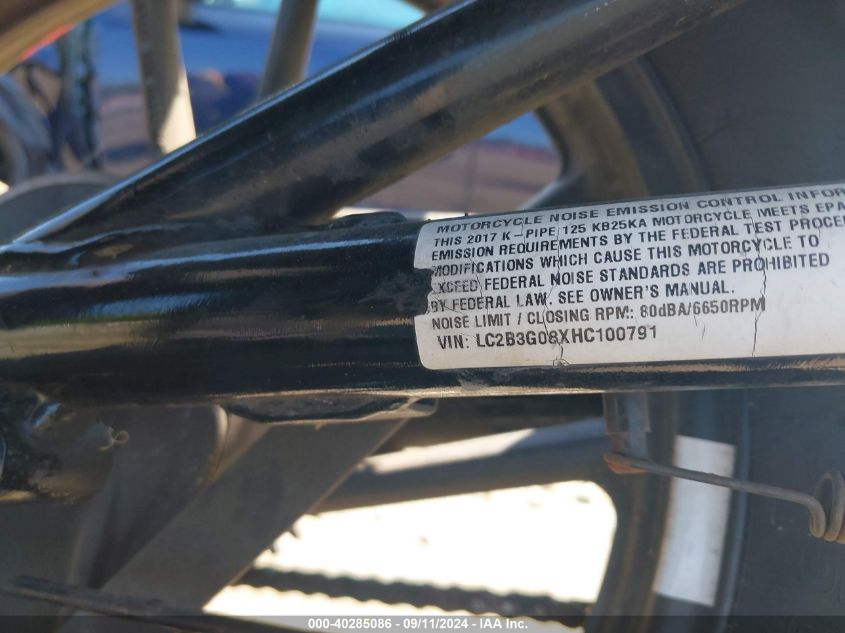 MOTORCYCLE NOISE EMISSION CONTROL INFOR
THIS 2017 K-PIPE 125 KB25KA MOTORCYCLE MEETS EPA
EMISSION REQUIREMENTS BY THE FEDERAL TEST PROCE
MODIFICATIONS WHICH CAUSE THIS MOTORCYCLE TO
EXCEED FEDERAL NOISE STANDARDS ARE PROHIBITED
BY FEDERAL LAW. SEE OWNER'S MANUAL.
NOISE LIMIT / CLOSING RPM: 80dBA/6650RPM
VIN: LC2B3G08XHC100791
000-40285086 - 09/11/2024 - IAA Inc.